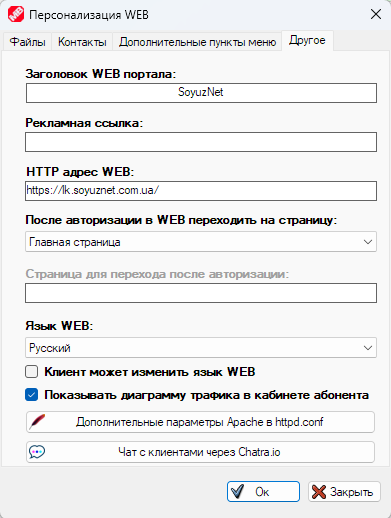 Персонализация WEB
Файлы Контакты Дополнительные пункты меню Другое
Заголовок WEB портала:
SoyuzNet
Рекламная ссылка:
HTTP адрес WEB:
https://lk.soyuznet.com.ua/
После авторизации в WEB переходить на страницу:
Главная страница
Страница для перехода после авторизации:
Язык WEB:
Русский
Клиент может изменить язык WEB
Показывать диаграмму трафика в кабинете абонента
Дополнительные параметры Apache в httpd.conf
Чат с клиентами через Chatra.io
Ок Закрыть